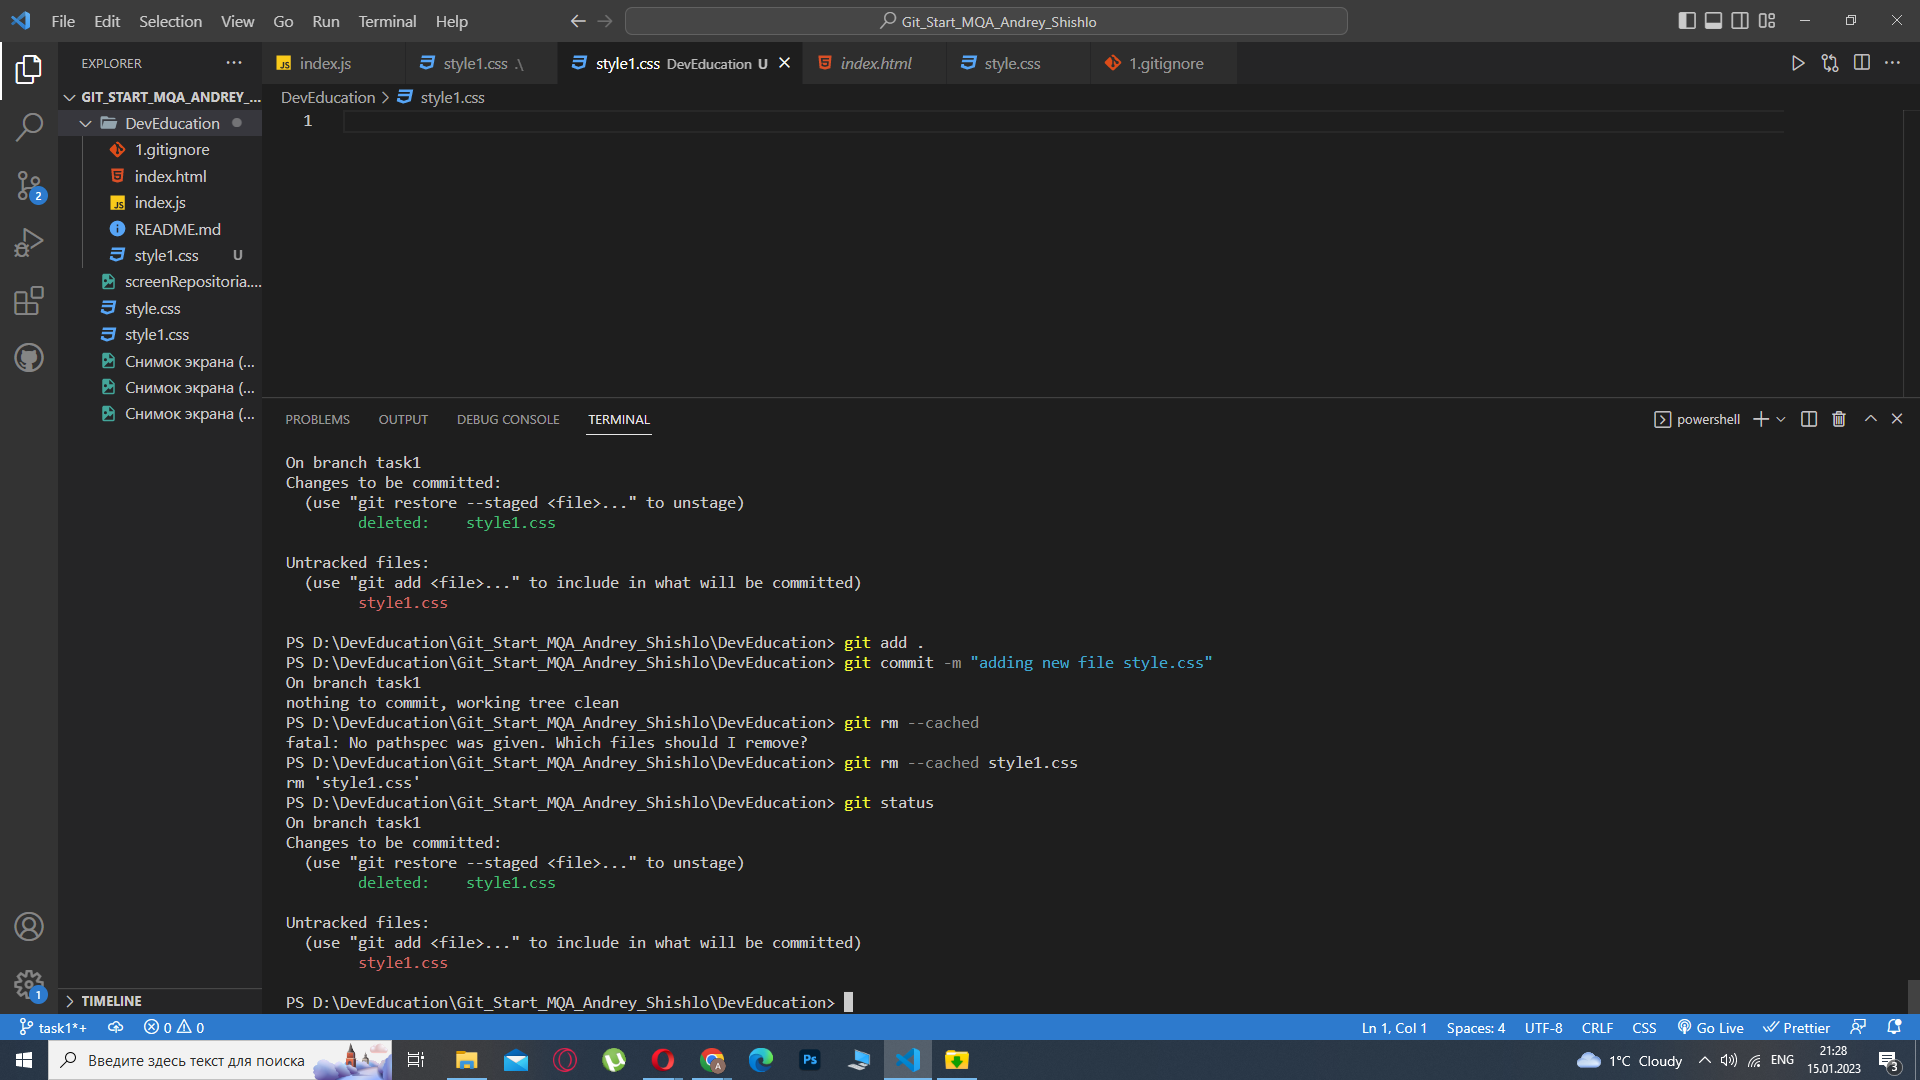 File Edit Selection View Go Run Terminal Help
Git_Start_MQA_Andrey_Shishlo
EXPLORER
index.js
style1.css .\
style1.css DevEducation U
index.html
style.css
1.gitignore
GIT_START_MQA_ANDREY_...
DevEducation
1.gitignore
index.html
index.js
README.md
style1.css U
screenRepositoria....
style.css
style1.css
Снимок экрана (...
Снимок экрана (...
Снимок экрана (...
2
DevEducation > style1.css
1
PROBLEMS OUTPUT DEBUG CONSOLE TERMINAL
powershell
On branch task1
Changes to be committed:
(use "git restore --staged <file>..." to unstage)
deleted: style1.css
Untracked files:
(use "git add <file>..." to include in what will be committed)
style1.css
PS D:\DevEducation\Git_Start_MQA_Andrey_Shishlo\DevEducation> git add .
PS D:\DevEducation\Git_Start_MQA_Andrey_Shishlo\DevEducation> git commit -m "adding new file style.css"
On branch task1
nothing to commit, working tree clean
PS D:\DevEducation\Git_Start_MQA_Andrey_Shishlo\DevEducation> git rm --cached
fatal: No pathspec was given. Which files should I remove?
PS D:\DevEducation\Git_Start_MQA_Andrey_Shishlo\DevEducation> git rm --cached style1.css
rm 'style1.css'
PS D:\DevEducation\Git_Start_MQA_Andrey_Shishlo\DevEducation> git status
On branch task1
Changes to be committed:
(use "git restore --staged <file>..." to unstage)
deleted: style1.css
Untracked files:
(use "git add <file>..." to include in what will be committed)
style1.css
PS D:\DevEducation\Git_Start_MQA_Andrey_Shishlo\DevEducation>
1
TIMELINE
task1*+ 0 0
Ln 1, Col 1 Spaces: 4 UTF-8 CRLF CSS Go Live Prettier
Введите здесь текст для поиска
Ps
A
1°C Cloudy
ENG
21:28
15.01.2023
3